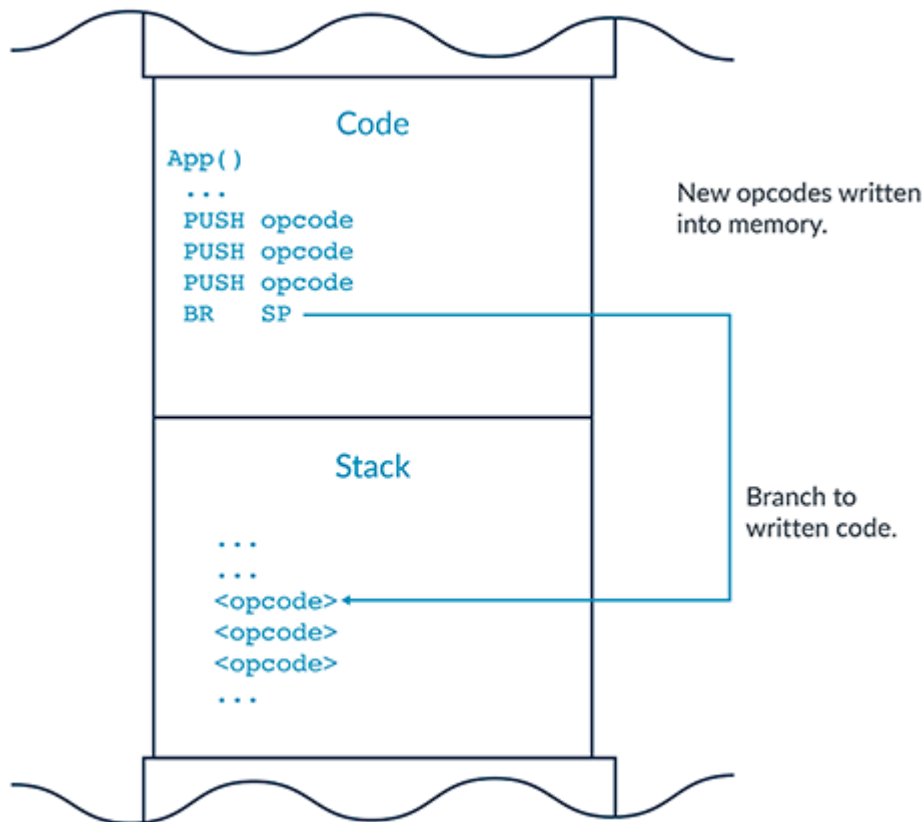 Code
App()
...
PUSH opcode
PUSH opcode
PUSH opcode
BR SP
New opcodes written
into memory.
Stack
...
...
<opcode>
<opcode>
<opcode>
...
Branch to
written code.